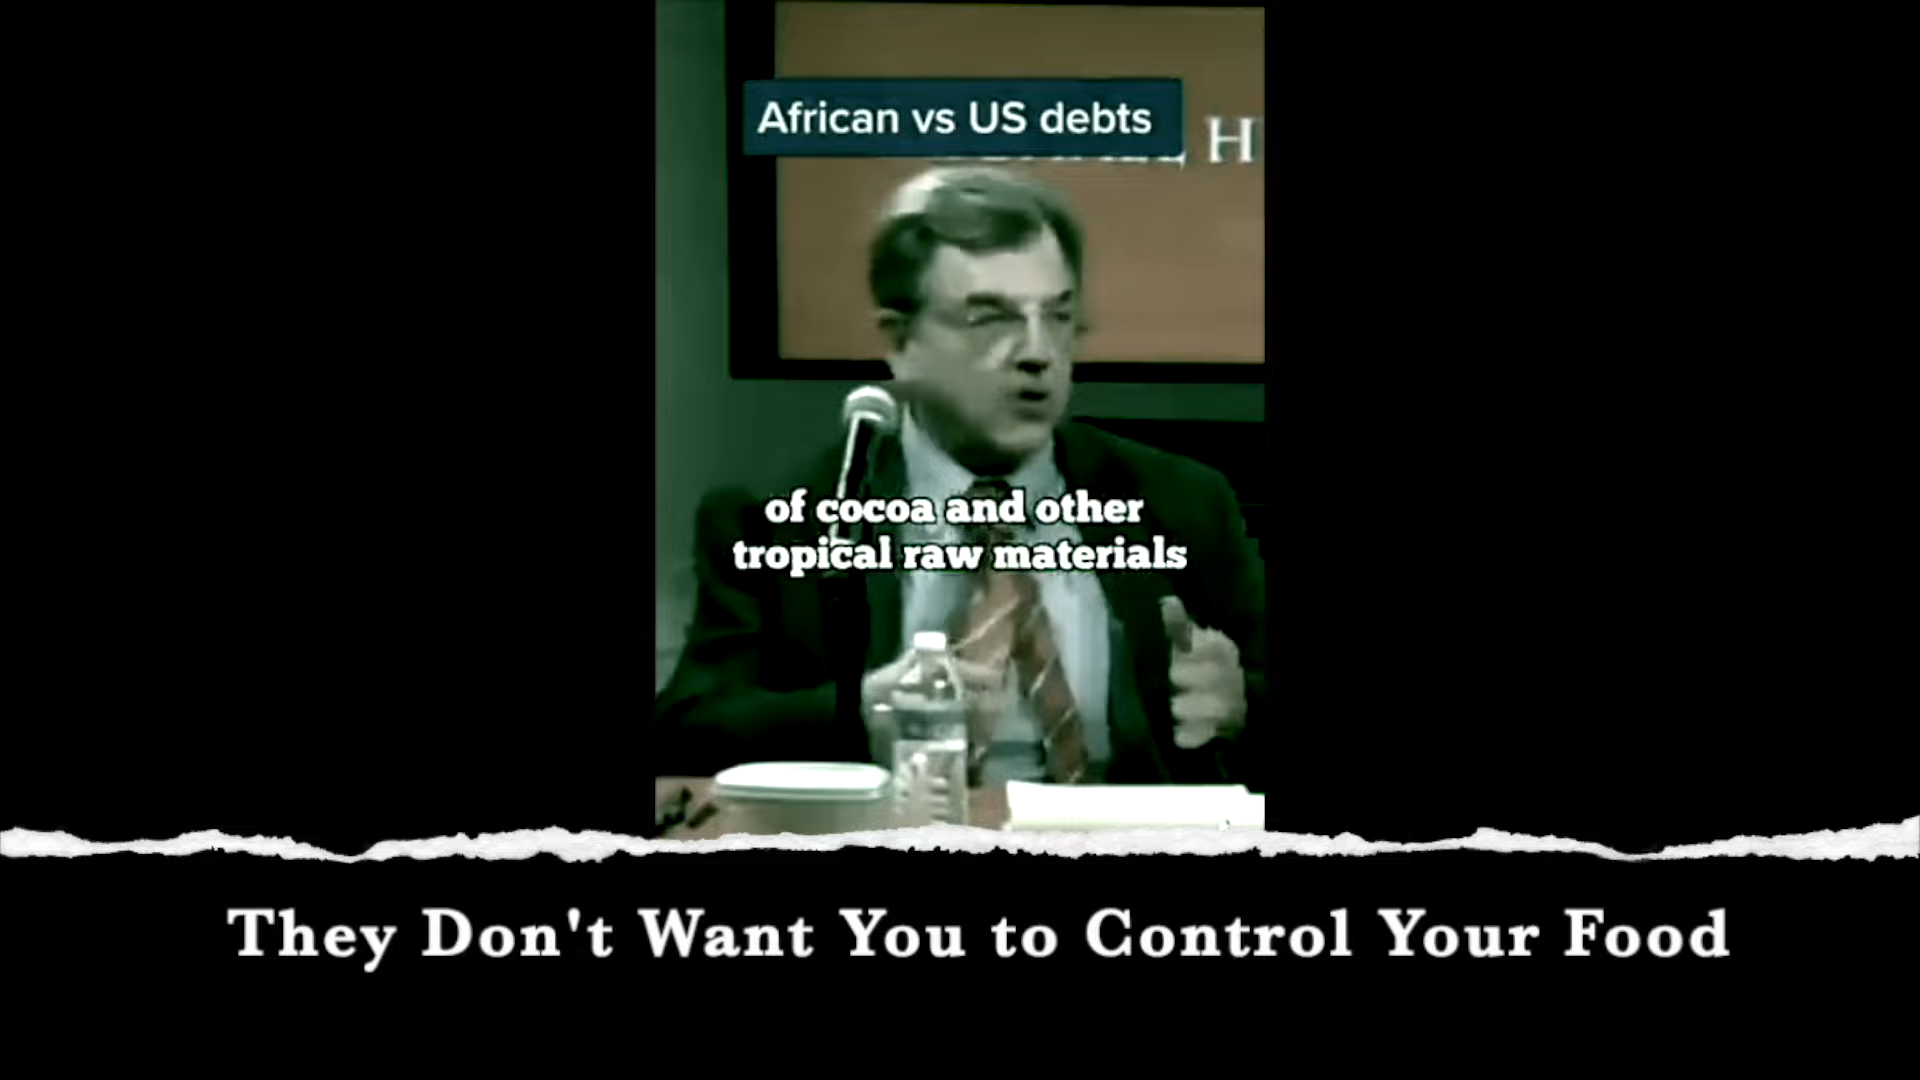 African vs US debts
H
of cocoa and other
tropical raw materials
They Don't Want You to Control Your Food